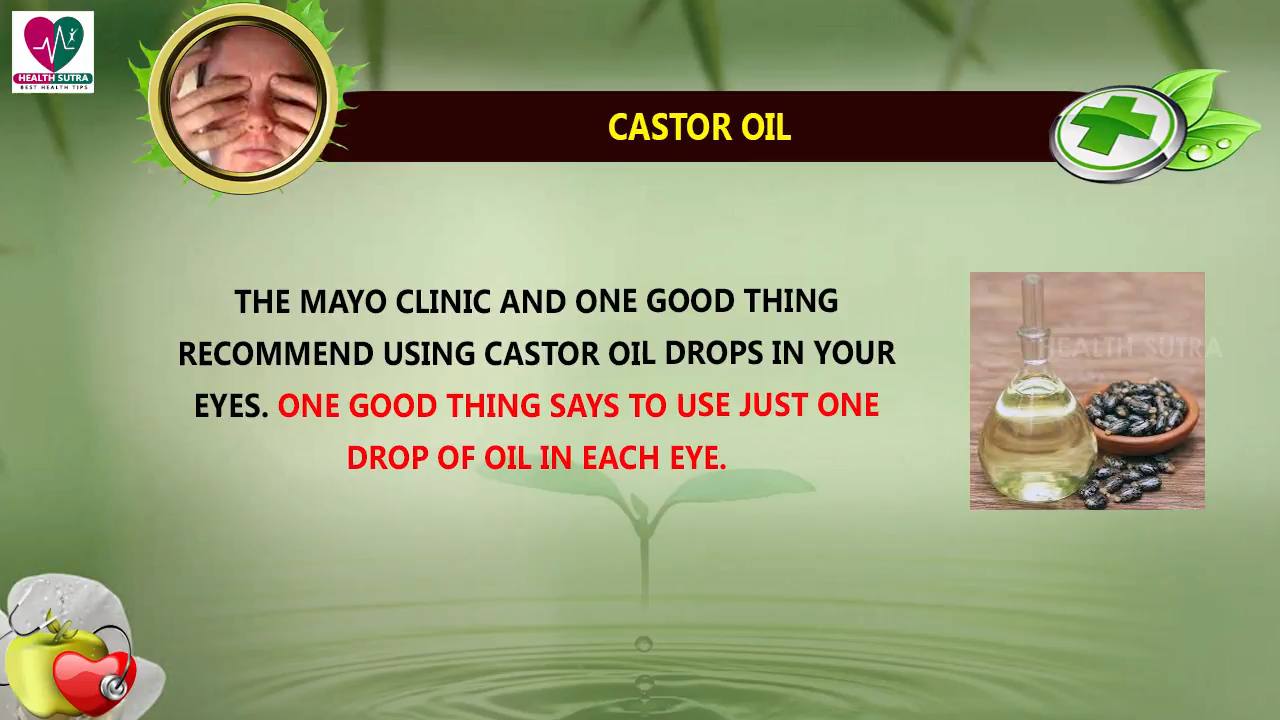 HEALTH SUTRA
BEST HEALTH TIPS
CASTOR OIL
THE MAYO CLINIC AND ONE GOOD THING
RECOMMEND USING CASTOR OIL DROPS IN YOUR
EYES. ONE GOOD THING SAYS TO USE JUST ONE
DROP OF OIL IN EACH EYE.
HEALTH SUTRA